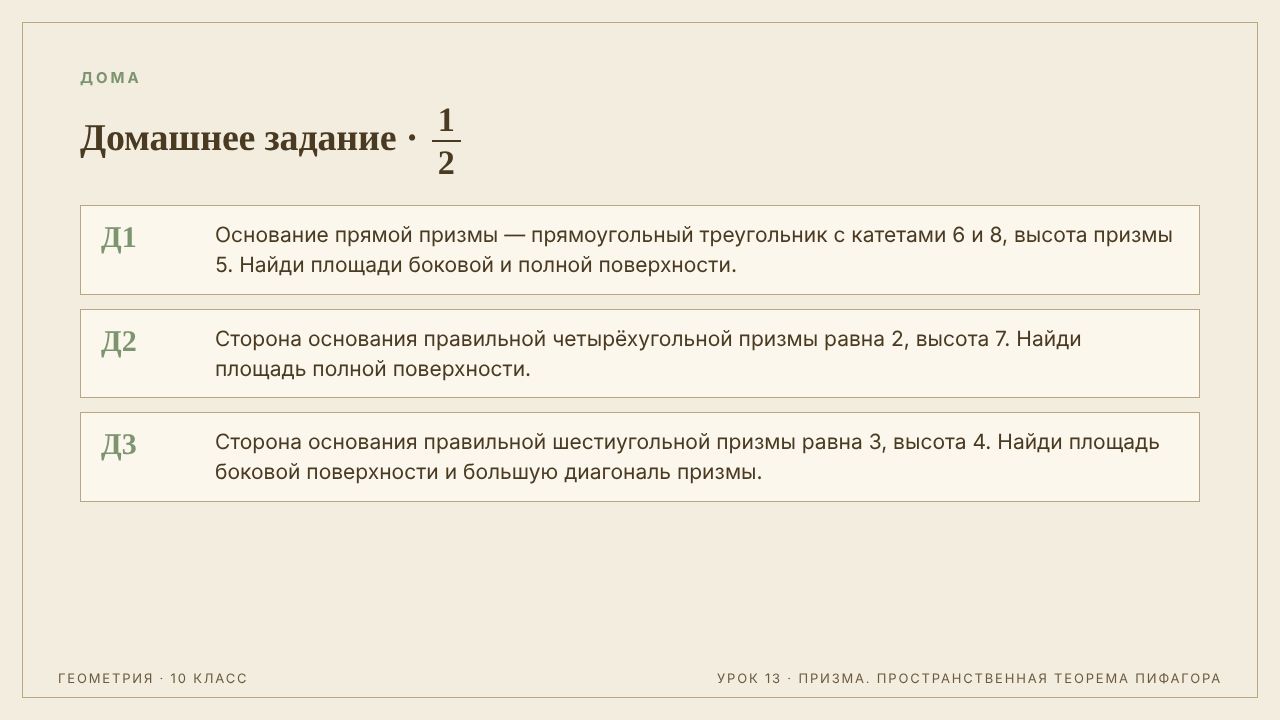 ДОМА
Домашнее задание · 1/2
Д1
Основание прямой призмы — прямоугольный треугольник с катетами 6 и 8, высота призмы
5. Найди площади боковой и полной поверхности.
Д2
Сторона основания правильной четырёхугольной призмы равна 2, высота 7. Найди
площадь полной поверхности.
Д3
Сторона основания правильной шестиугольной призмы равна 3, высота 4. Найди площадь
боковой поверхности и большую диагональ призмы.
ГЕОМЕТРИЯ · 10 КЛАСС
УРОК 13 · ПРИЗМА. ПРОСТРАНСТВЕННАЯ ТЕОРЕМА ПИФАГОРА